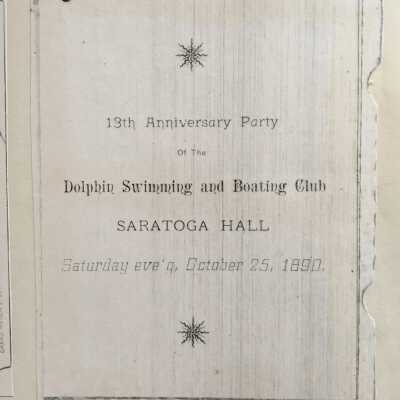 13th Anniversary Party
Of The
Dolphin Swimming and Boating Club
SARATOGA HALL
Saturday eve'g, October 25, 1890.